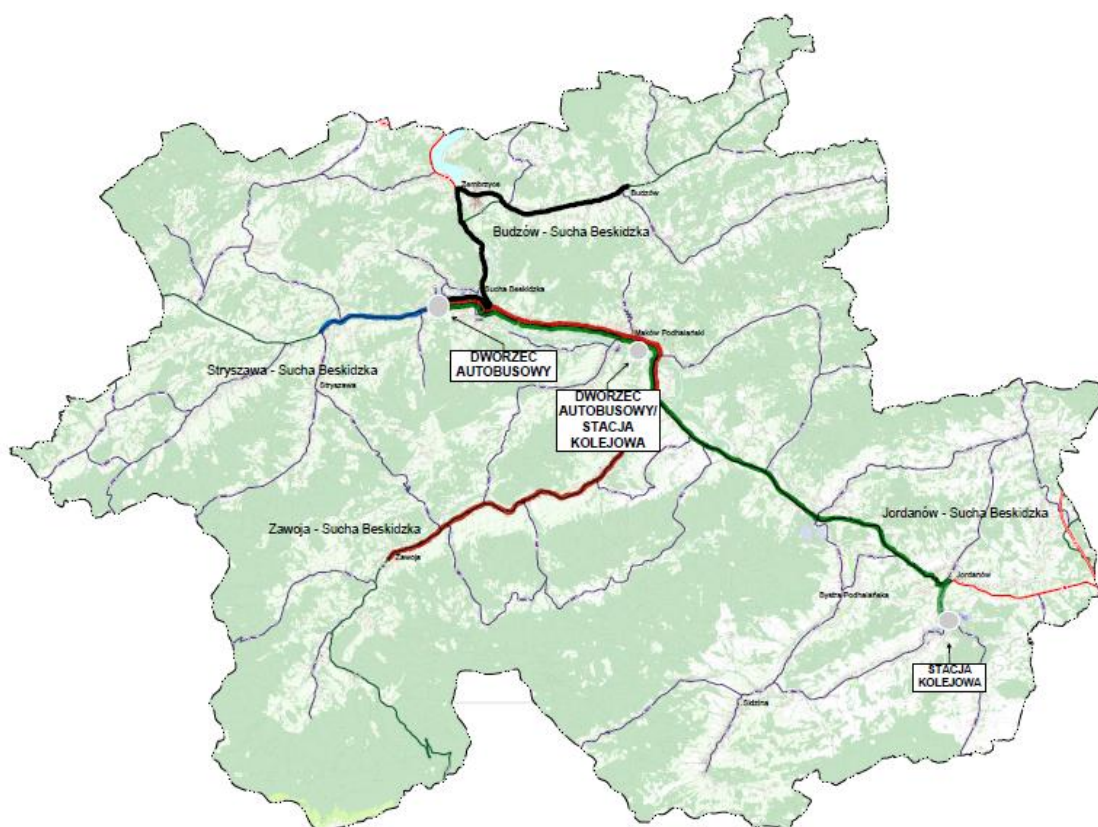 Zembrzyce
Budzów
Budzów - Sucha Beskidzka
Sucha Beskidzka
Maków Podhalański
DWORZEC
AUTOBUSOWY
Stryszawa - Sucha Beskidzka
Stryszawa
DWORZEC
AUTOBUSOWY/
STACJA
KOLEJOWA
Zawoja - Sucha Beskidzka
Jordanów - Sucha Beskidzka
Zawoja
Jordanów
Bystra Podhalańska
STACJA
KOLEJOWA
Sidzina